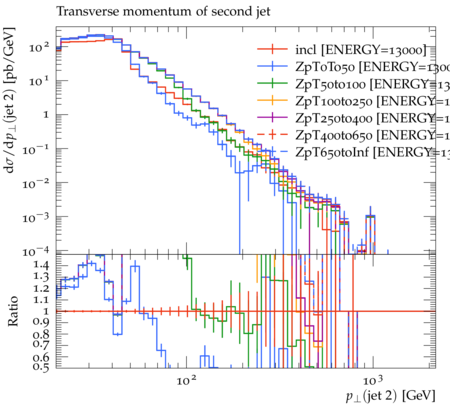 Transverse momentum of second jet
dσ/dp⊥(jet 2) [pb/GeV]
10²
10¹
1
10⁻¹
10⁻²
10⁻³
10⁻⁴
incl [ENERGY=13000]
ZpT0To50 [ENERGY=1300
ZpT50to100 [ENERGY=13
ZpT100to250 [ENERGY=1
ZpT250to400 [ENERGY=1
ZpT400to650 [ENERGY=1
ZpT650toInf [ENERGY=13
Ratio
1.4
1.3
1.2
1.1
1
0.9
0.8
0.7
0.6
0.5
10²
10³
p⊥(jet 2) [GeV]